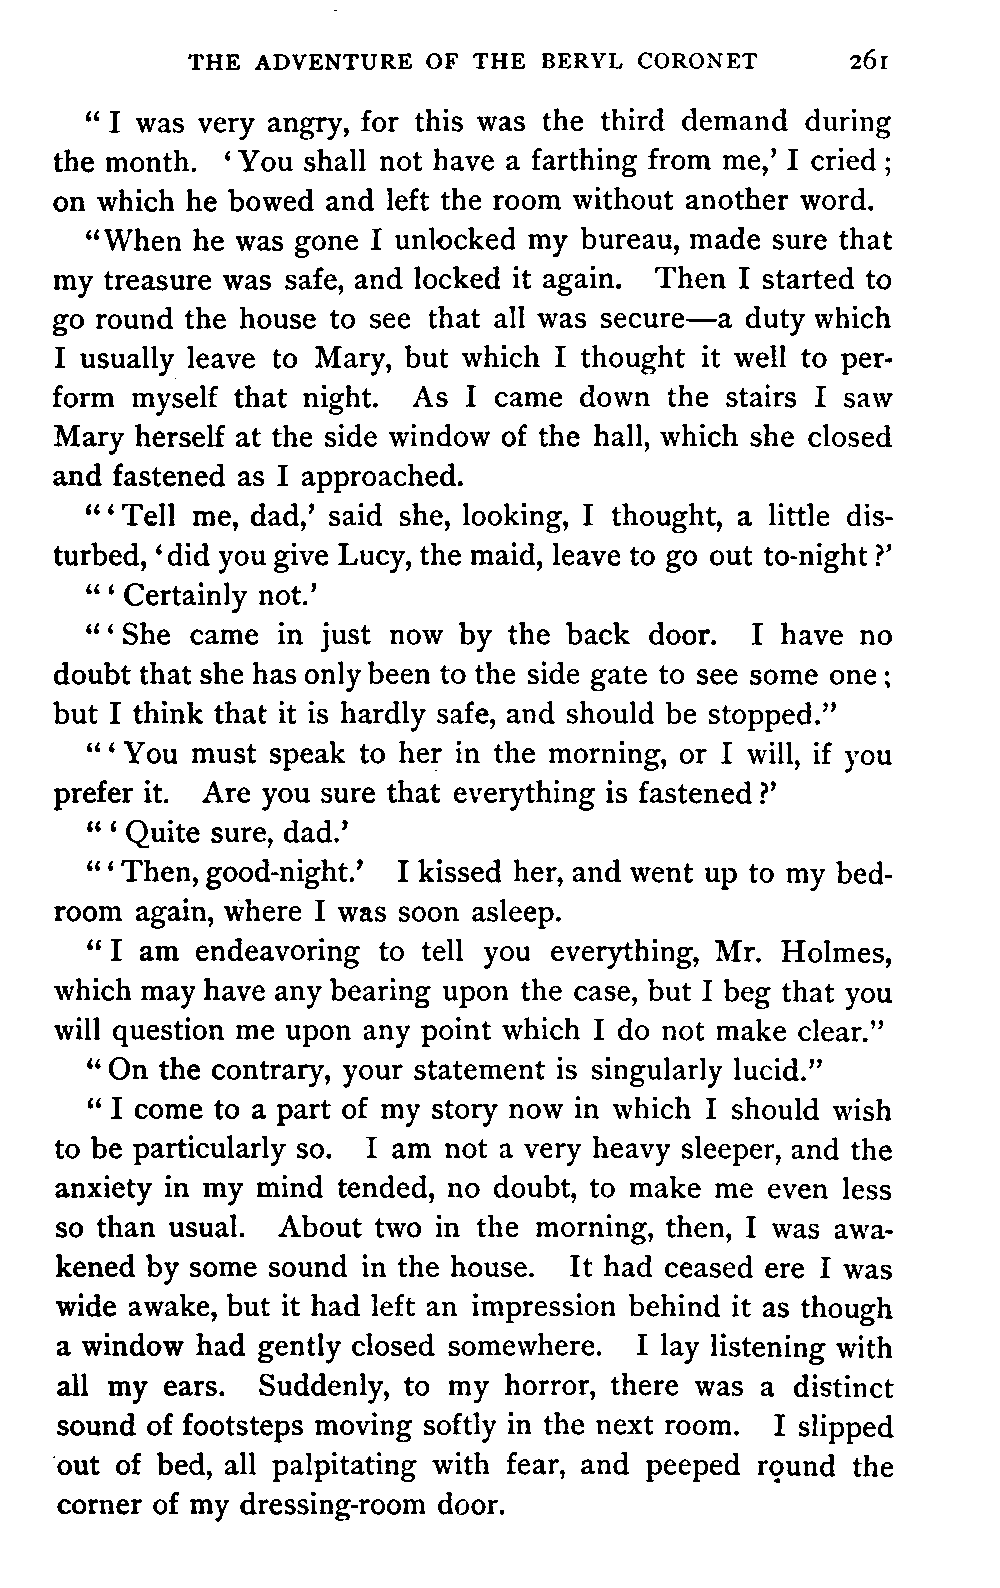 THE ADVENTURE OF THE BERYL CORONET 261
“ I was very angry, for this was the third demand during
the month. ‘ You shall not have a farthing from me,’ I cried ;
on which he bowed and left the room without another word.
“When he was gone I unlocked my bureau, made sure that
my treasure was safe, and locked it again. Then I started to
go round the house to see that all was secure—a duty which
I usually leave to Mary, but which I thought it well to per-
form myself that night. As I came down the stairs I saw
Mary herself at the side window of the hall, which she closed
and fastened as I approached.
“ ‘ Tell me, dad,’ said she, looking, I thought, a little dis-
turbed, ‘ did you give Lucy, the maid, leave to go out to-night ?’
“ ‘ Certainly not.’
“ ‘ She came in just now by the back door. I have no
doubt that she has only been to the side gate to see some one ;
but I think that it is hardly safe, and should be stopped.”
“ ‘ You must speak to her in the morning, or I will, if you
prefer it. Are you sure that everything is fastened ?’
“ ‘ Quite sure, dad.’
“ ‘ Then, good-night.’ I kissed her, and went up to my bed-
room again, where I was soon asleep.
“ I am endeavoring to tell you everything, Mr. Holmes,
which may have any bearing upon the case, but I beg that you
will question me upon any point which I do not make clear.”
“ On the contrary, your statement is singularly lucid.”
“ I come to a part of my story now in which I should wish
to be particularly so. I am not a very heavy sleeper, and the
anxiety in my mind tended, no doubt, to make me even less
so than usual. About two in the morning, then, I was awa-
kened by some sound in the house. It had ceased ere I was
wide awake, but it had left an impression behind it as though
a window had gently closed somewhere. I lay listening with
all my ears. Suddenly, to my horror, there was a distinct
sound of footsteps moving softly in the next room. I slipped
out of bed, all palpitating with fear, and peeped round the
corner of my dressing-room door.